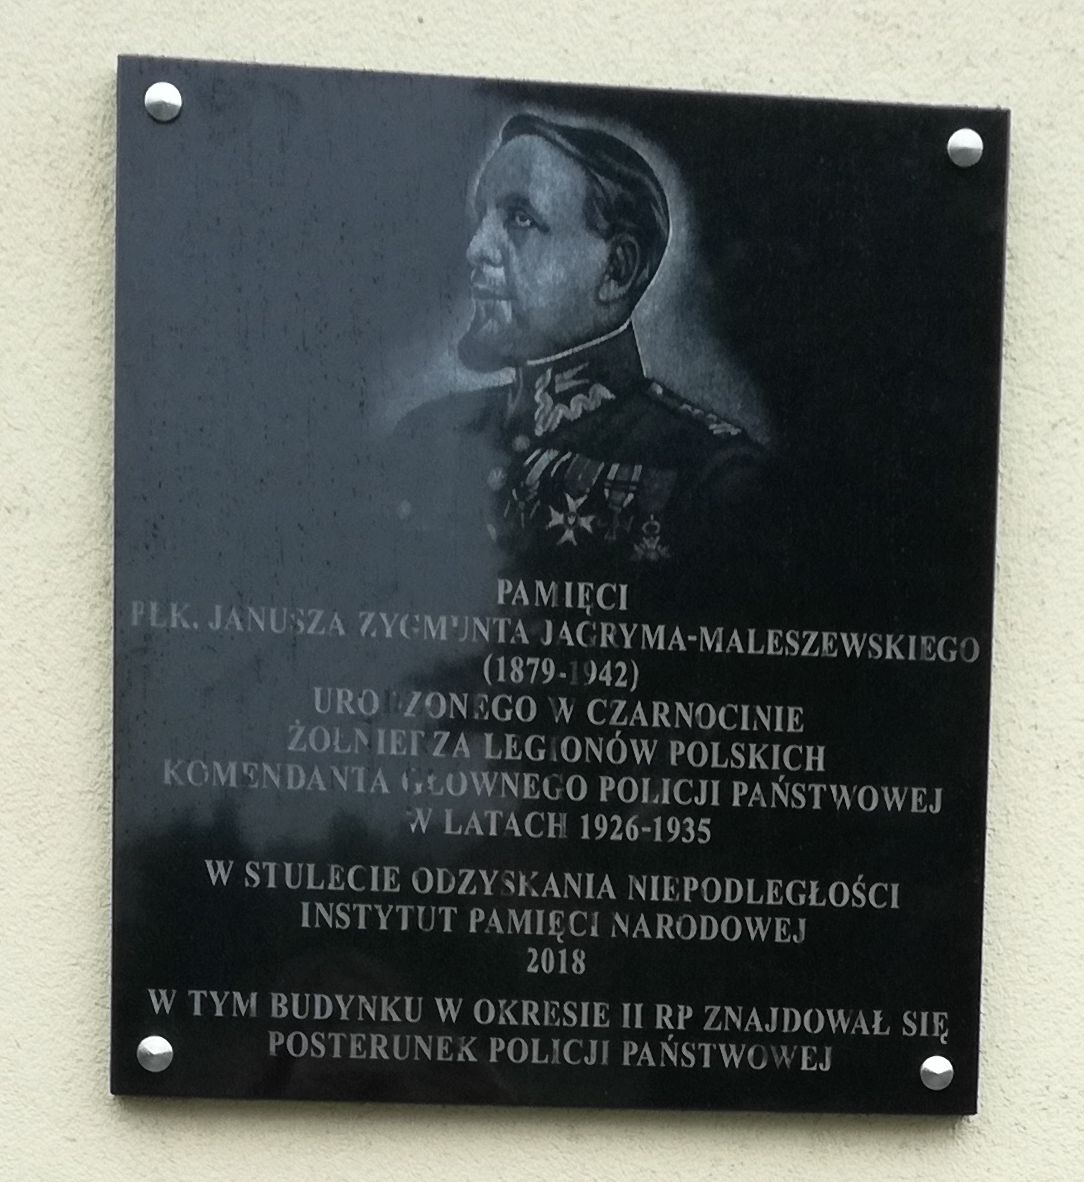 PAMIĘCI
PŁK. JANUSZA ZYGMUNTA JAGRYMA-MALESZEWSKIEGO
(1879-1942)
URODZONEGO W CZARNOCINIE
ŻOŁNIERZA LEGIONÓW POLSKICH
KOMENDANTA GŁÓWNEGO POLICJI PAŃSTWOWEJ
W LATACH 1926-1935
W STULECIE ODZYSKANIA NIEPODLEGŁOŚCI
INSTYTUT PAMIĘCI NARODOWEJ
2018
W TYM BUDYNKU W OKRESIE II RP ZNAJDOWAŁ SIĘ
POSTERUNEK POLICJI PAŃSTWOWEJ